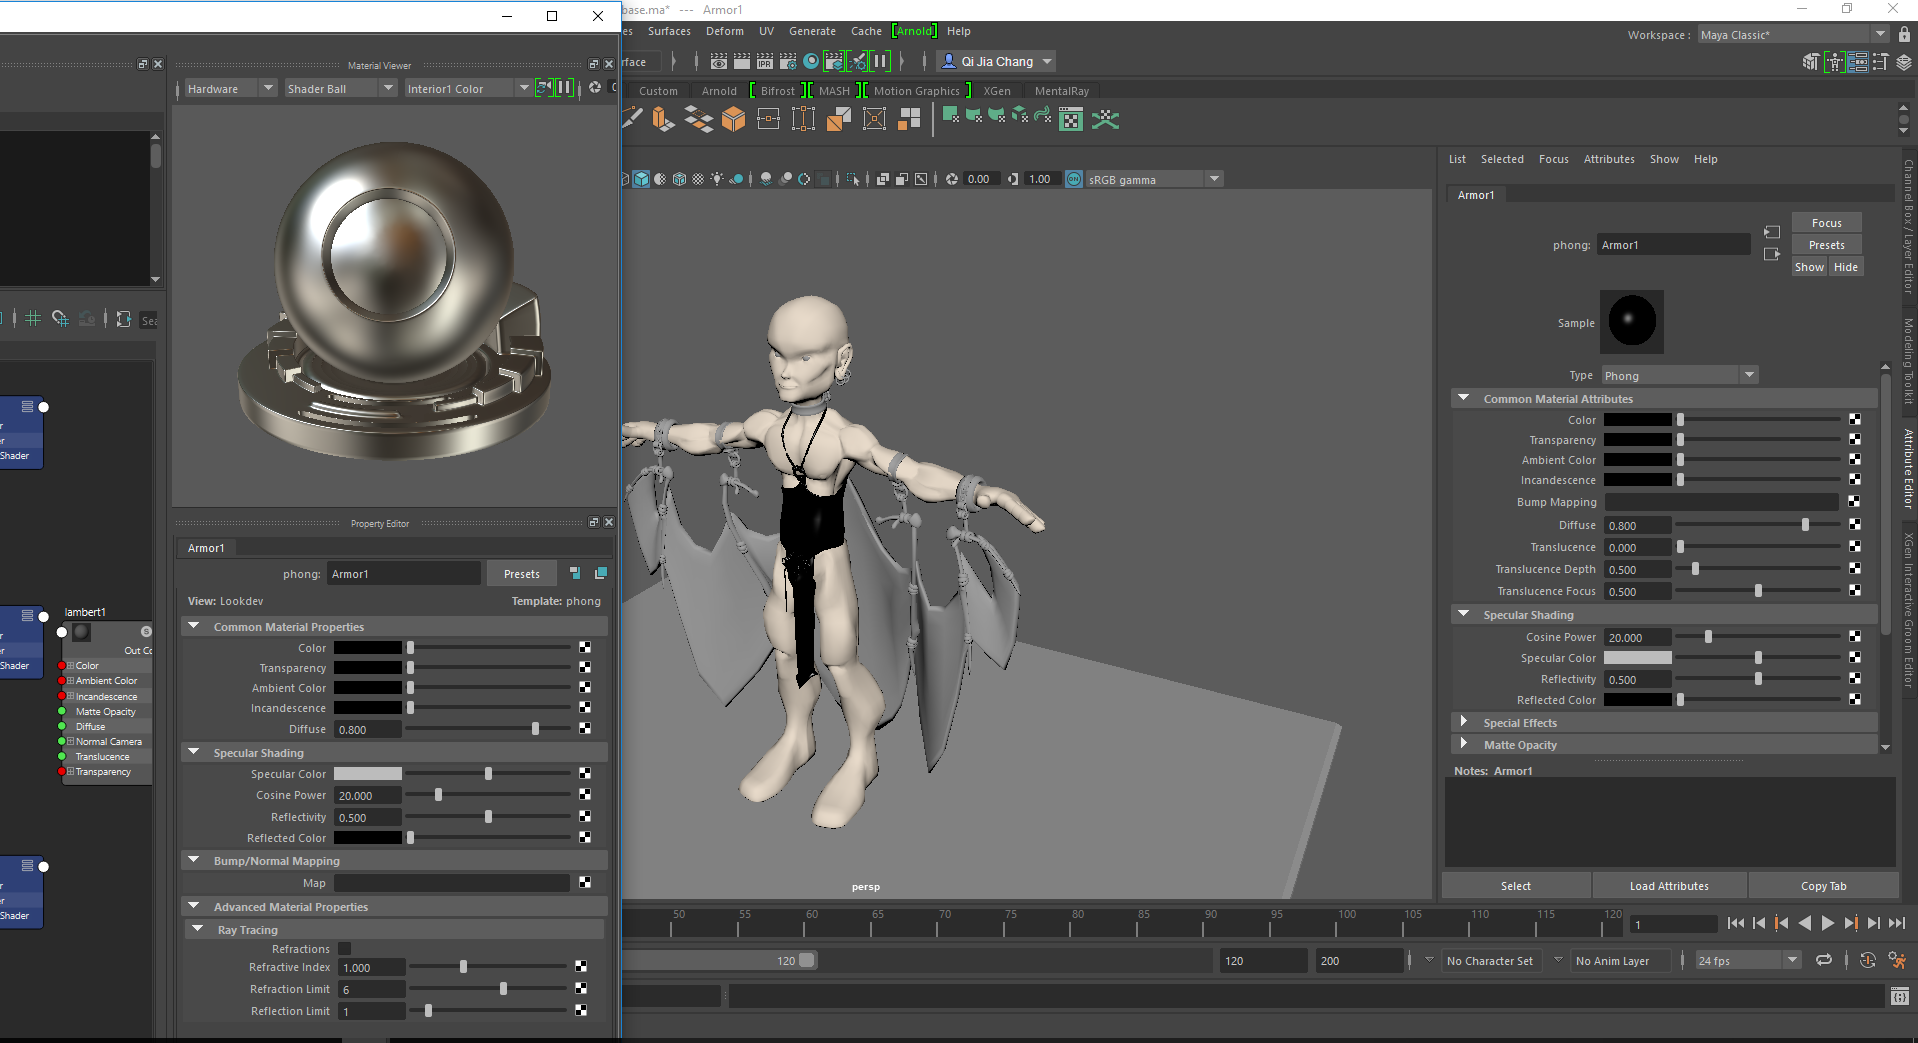 base.ma* --- Armor1
es Surfaces Deform UV Generate Cache [Arnold] Help
Workspace : Maya Classic*
rface
Qi Jia Chang
Custom Arnold Bifrost MASH Motion Graphics XGen MentalRay
Material Viewer
Hardware Shader Ball Interior1 Color
0.00 1.00 ON sRGB gamma
List Selected Focus Attributes Show Help
Armor1
phong: Armor1
Focus
Presets
Show Hide
Sample
Type Phong
Common Material Attributes
Color
Transparency
Ambient Color
Incandescence
Bump Mapping
Diffuse 0.800
Translucence 0.000
Translucence Depth 0.500
Translucence Focus 0.500
Specular Shading
Cosine Power 20.000
Specular Color
Reflectivity 0.500
Reflected Color
Special Effects
Matte Opacity
Notes: Armor1
Select Load Attributes Copy Tab
Channel Box / Layer Editor
Modeling Toolkit
Attribute Editor
XGen Interactive Groom Editor
Sea
er
Shader
lambert1
S
Out Co
Color
Ambient Color
Incandescence
Matte Opacity
Diffuse
Normal Camera
Translucence
Transparency
er
Shader
er
Shader
Property Editor
Armor1
phong: Armor1 Presets
View: Lookdev Template: phong
Common Material Properties
Color
Transparency
Ambient Color
Incandescence
Diffuse 0.800
Specular Shading
Specular Color
Cosine Power 20.000
Reflectivity 0.500
Reflected Color
Bump/Normal Mapping
Map
Advanced Material Properties
Ray Tracing
Refractions
Refractive Index 1.000
Refraction Limit 6
Reflection Limit 1
persp
50 55 60 65 70 75 80 85 90 95 100 105 110 115 120
1
120
120 200 No Character Set No Anim Layer 24 fps